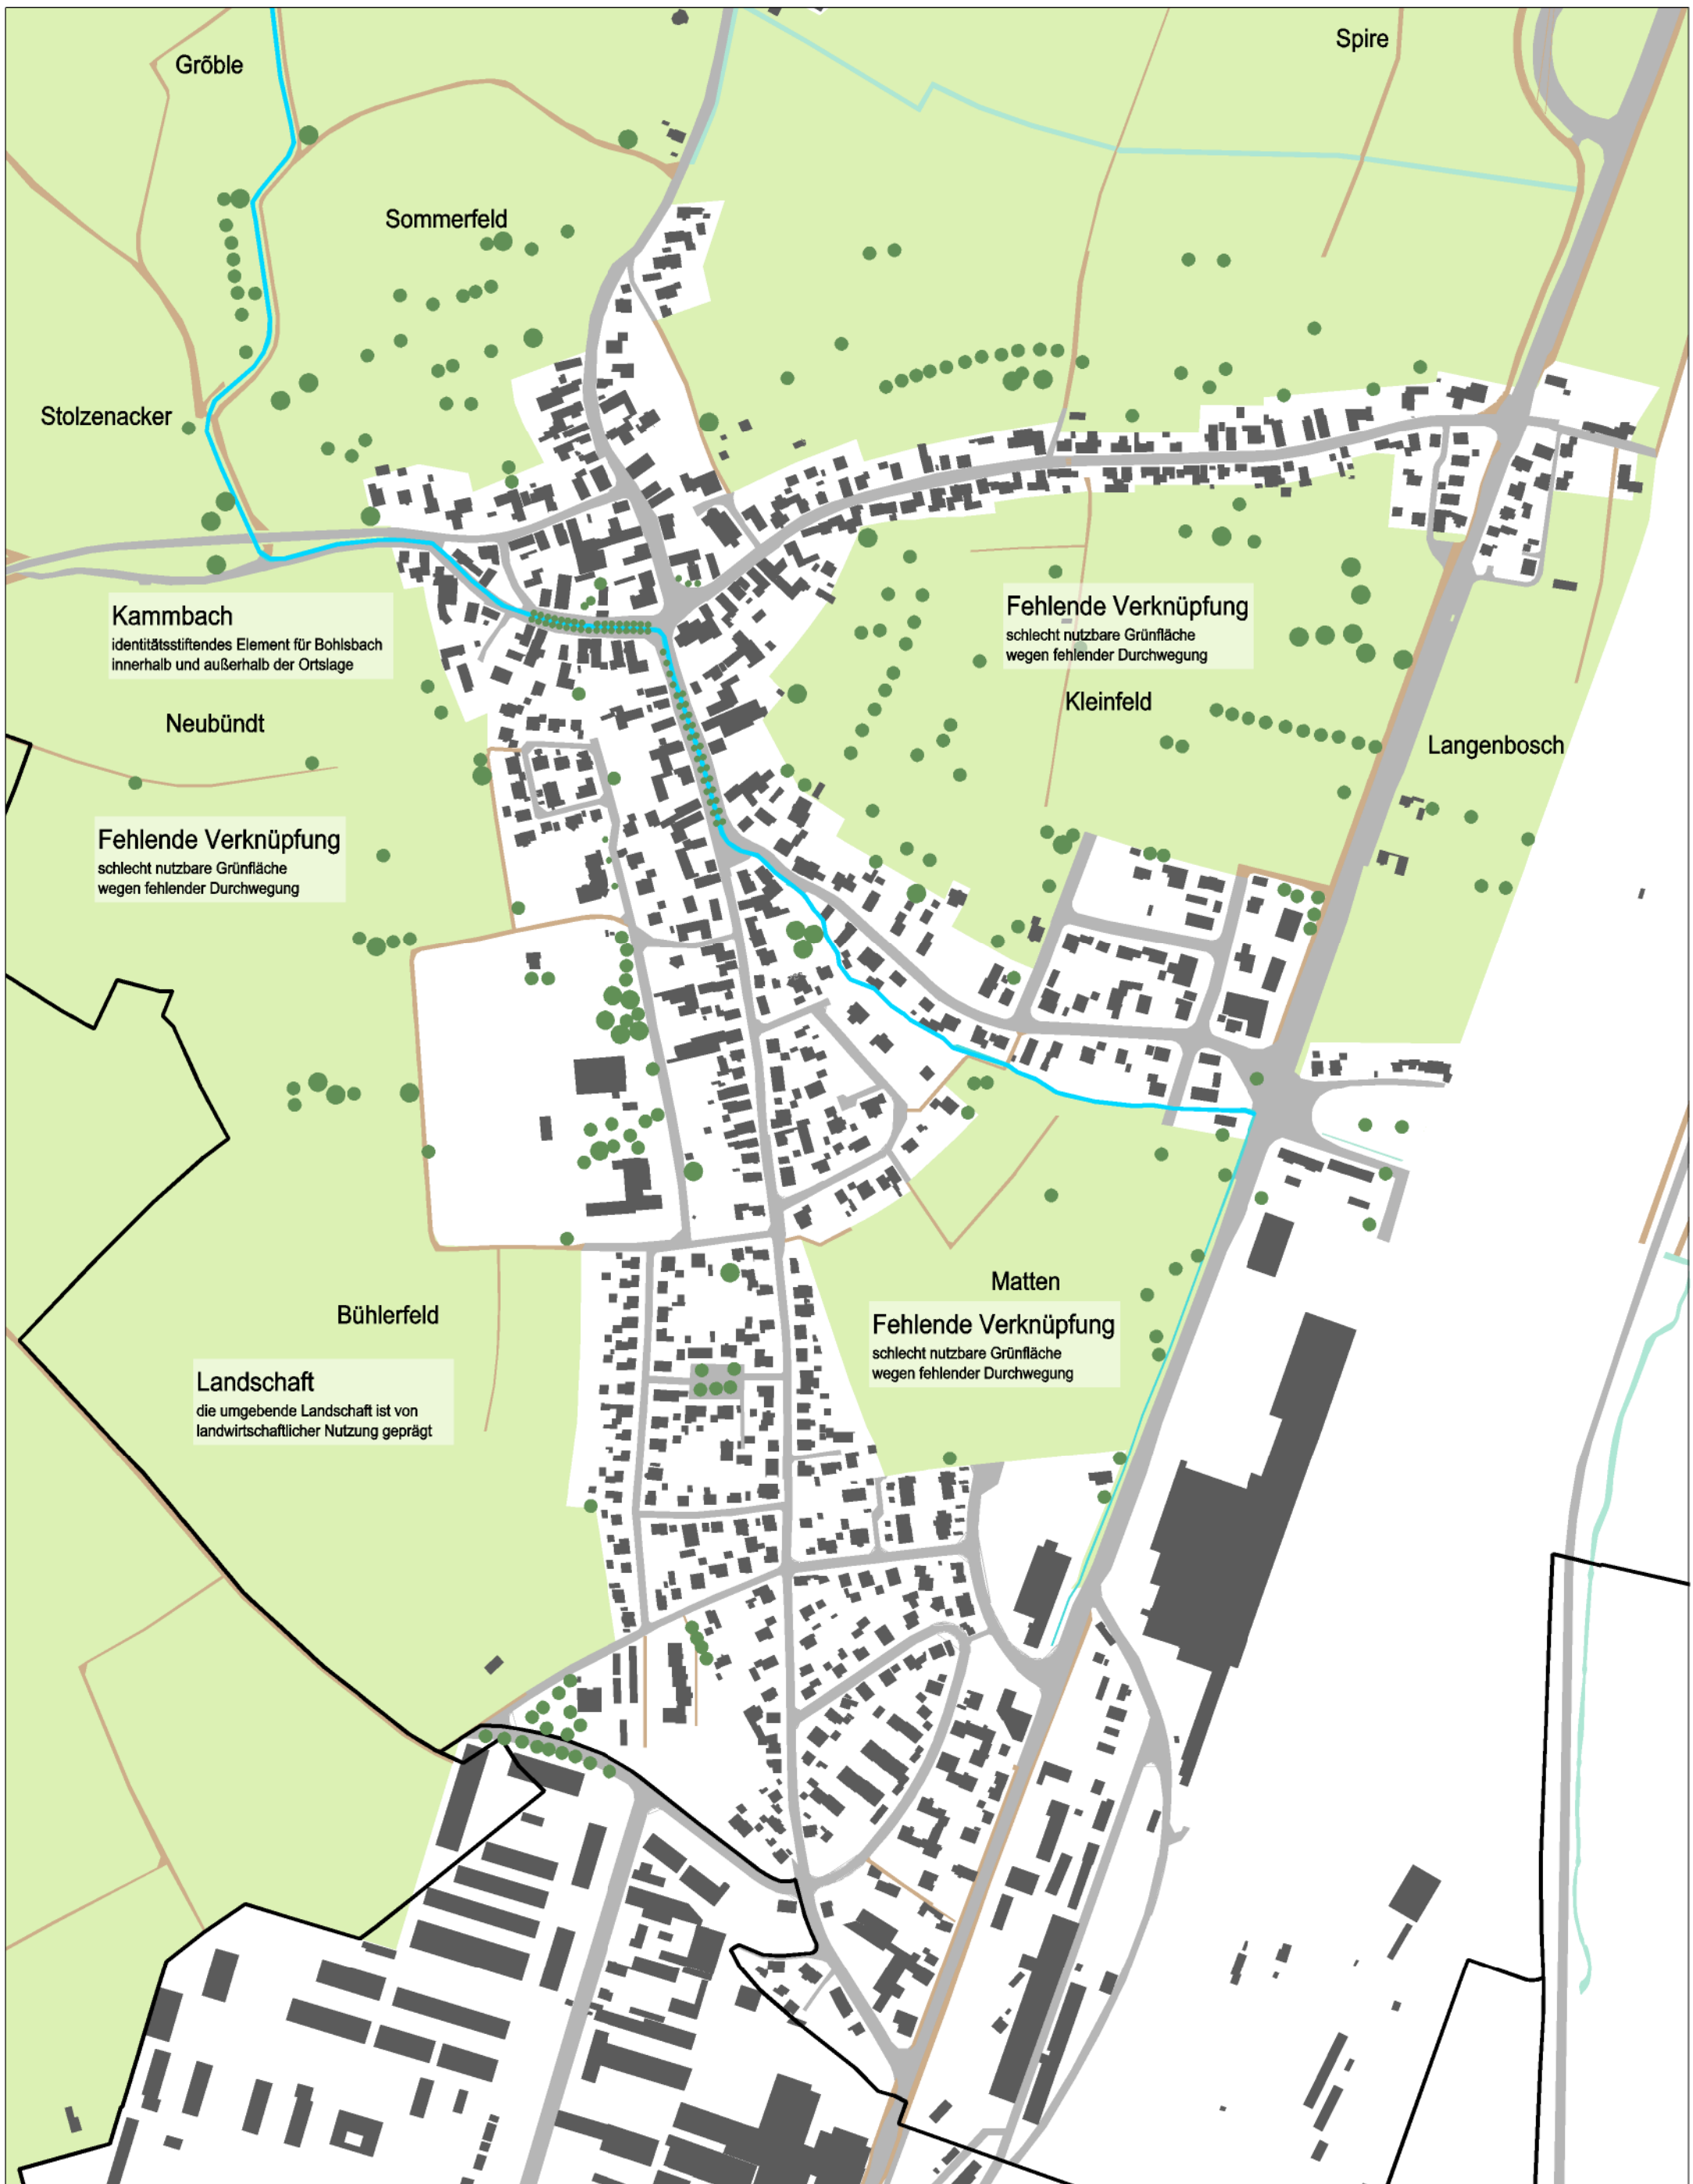 Spire
Grõble
Sommerfeld
Stolzenacker
Kammbach
identitätsstiftendes Element für Bohlsbach
innerhalb und außerhalb der Ortslage
Fehlende Verknüpfung
schlecht nutzbare Grünfläche
wegen fehlender Durchwegung
Kleinfeld
Neubündt
Langenbosch
Fehlende Verknüpfung
schlecht nutzbare Grünfläche
wegen fehlender Durchwegung
Matten
Fehlende Verknüpfung
schlecht nutzbare Grünfläche
wegen fehlender Durchwegung
Bühlerfeld
Landschaft
die umgebende Landschaft ist von
landwirtschaftlicher Nutzung geprägt